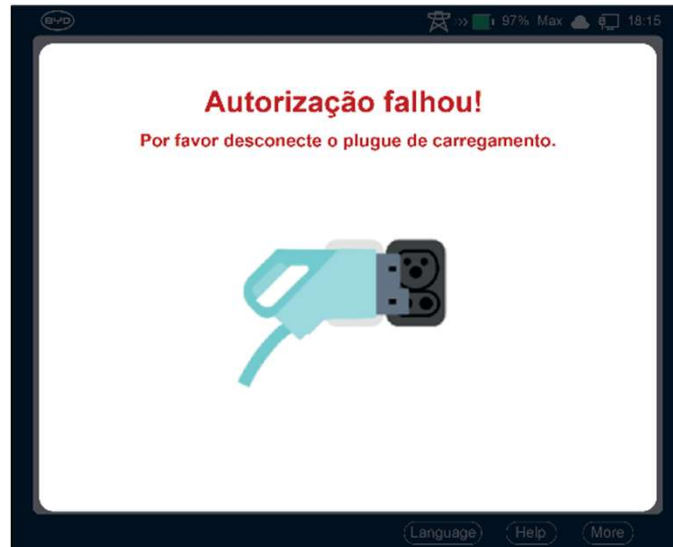 BYD
97% Max 18:15
Autorização falhou!
Por favor desconecte o plugue de carregamento.
Language Help More